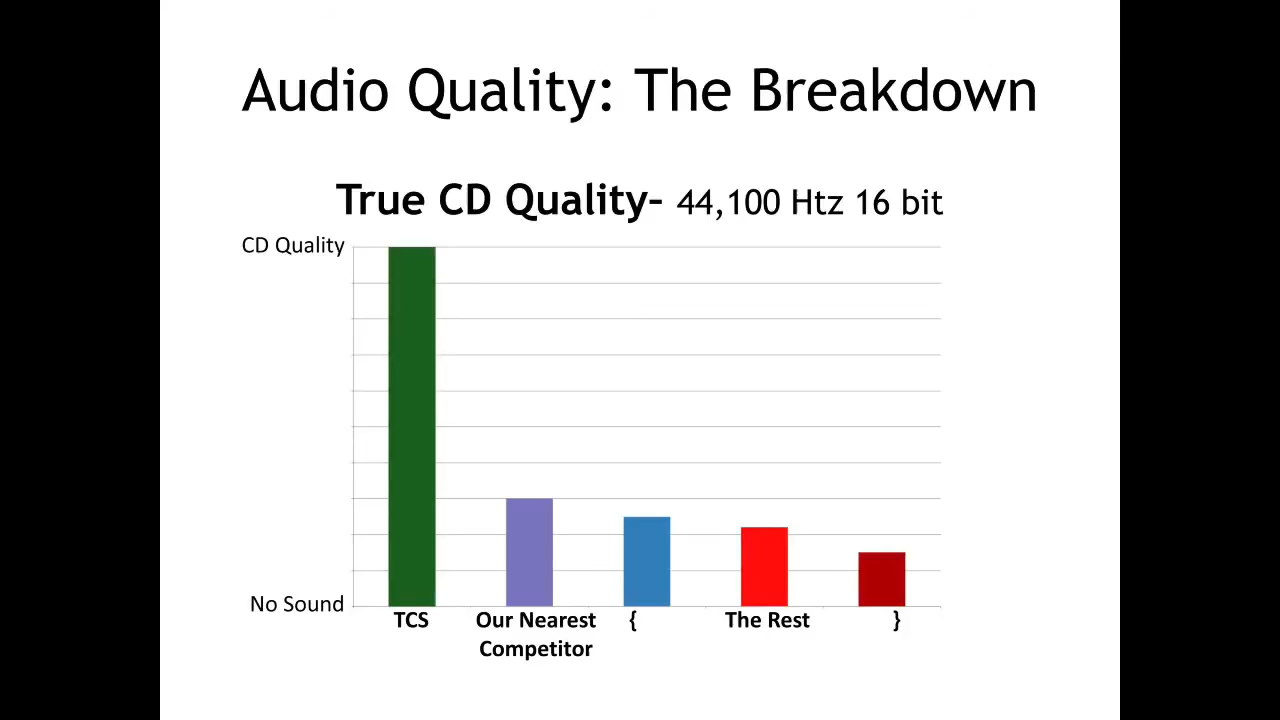 Audio Quality: The Breakdown
True CD Quality– 44,100 Htz 16 bit
CD Quality
No Sound
TCS
Our Nearest
Competitor
{
The Rest
}